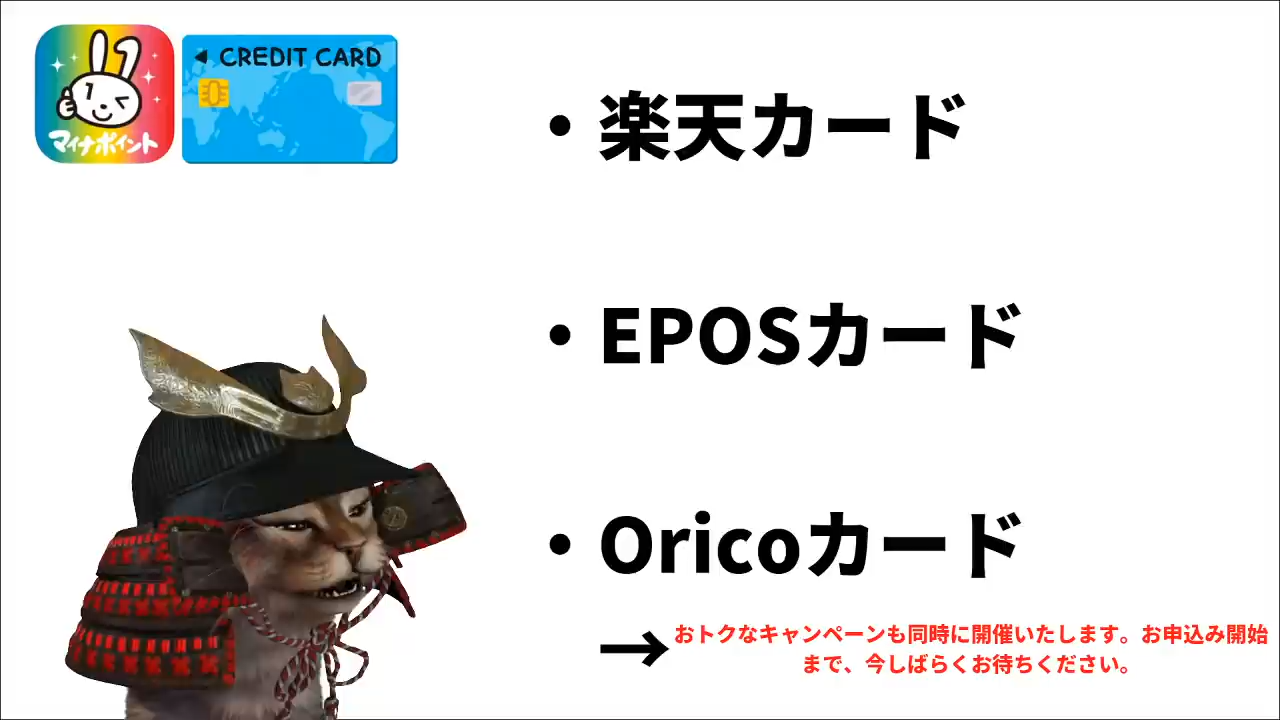 マイナポイント
CREDIT CARD
・楽天カード
・EPOSカード
・Oricoカード
→おトクなキャンペーンも同時に開催いたします。お申込み開始
まで、今しばらくお待ちください。